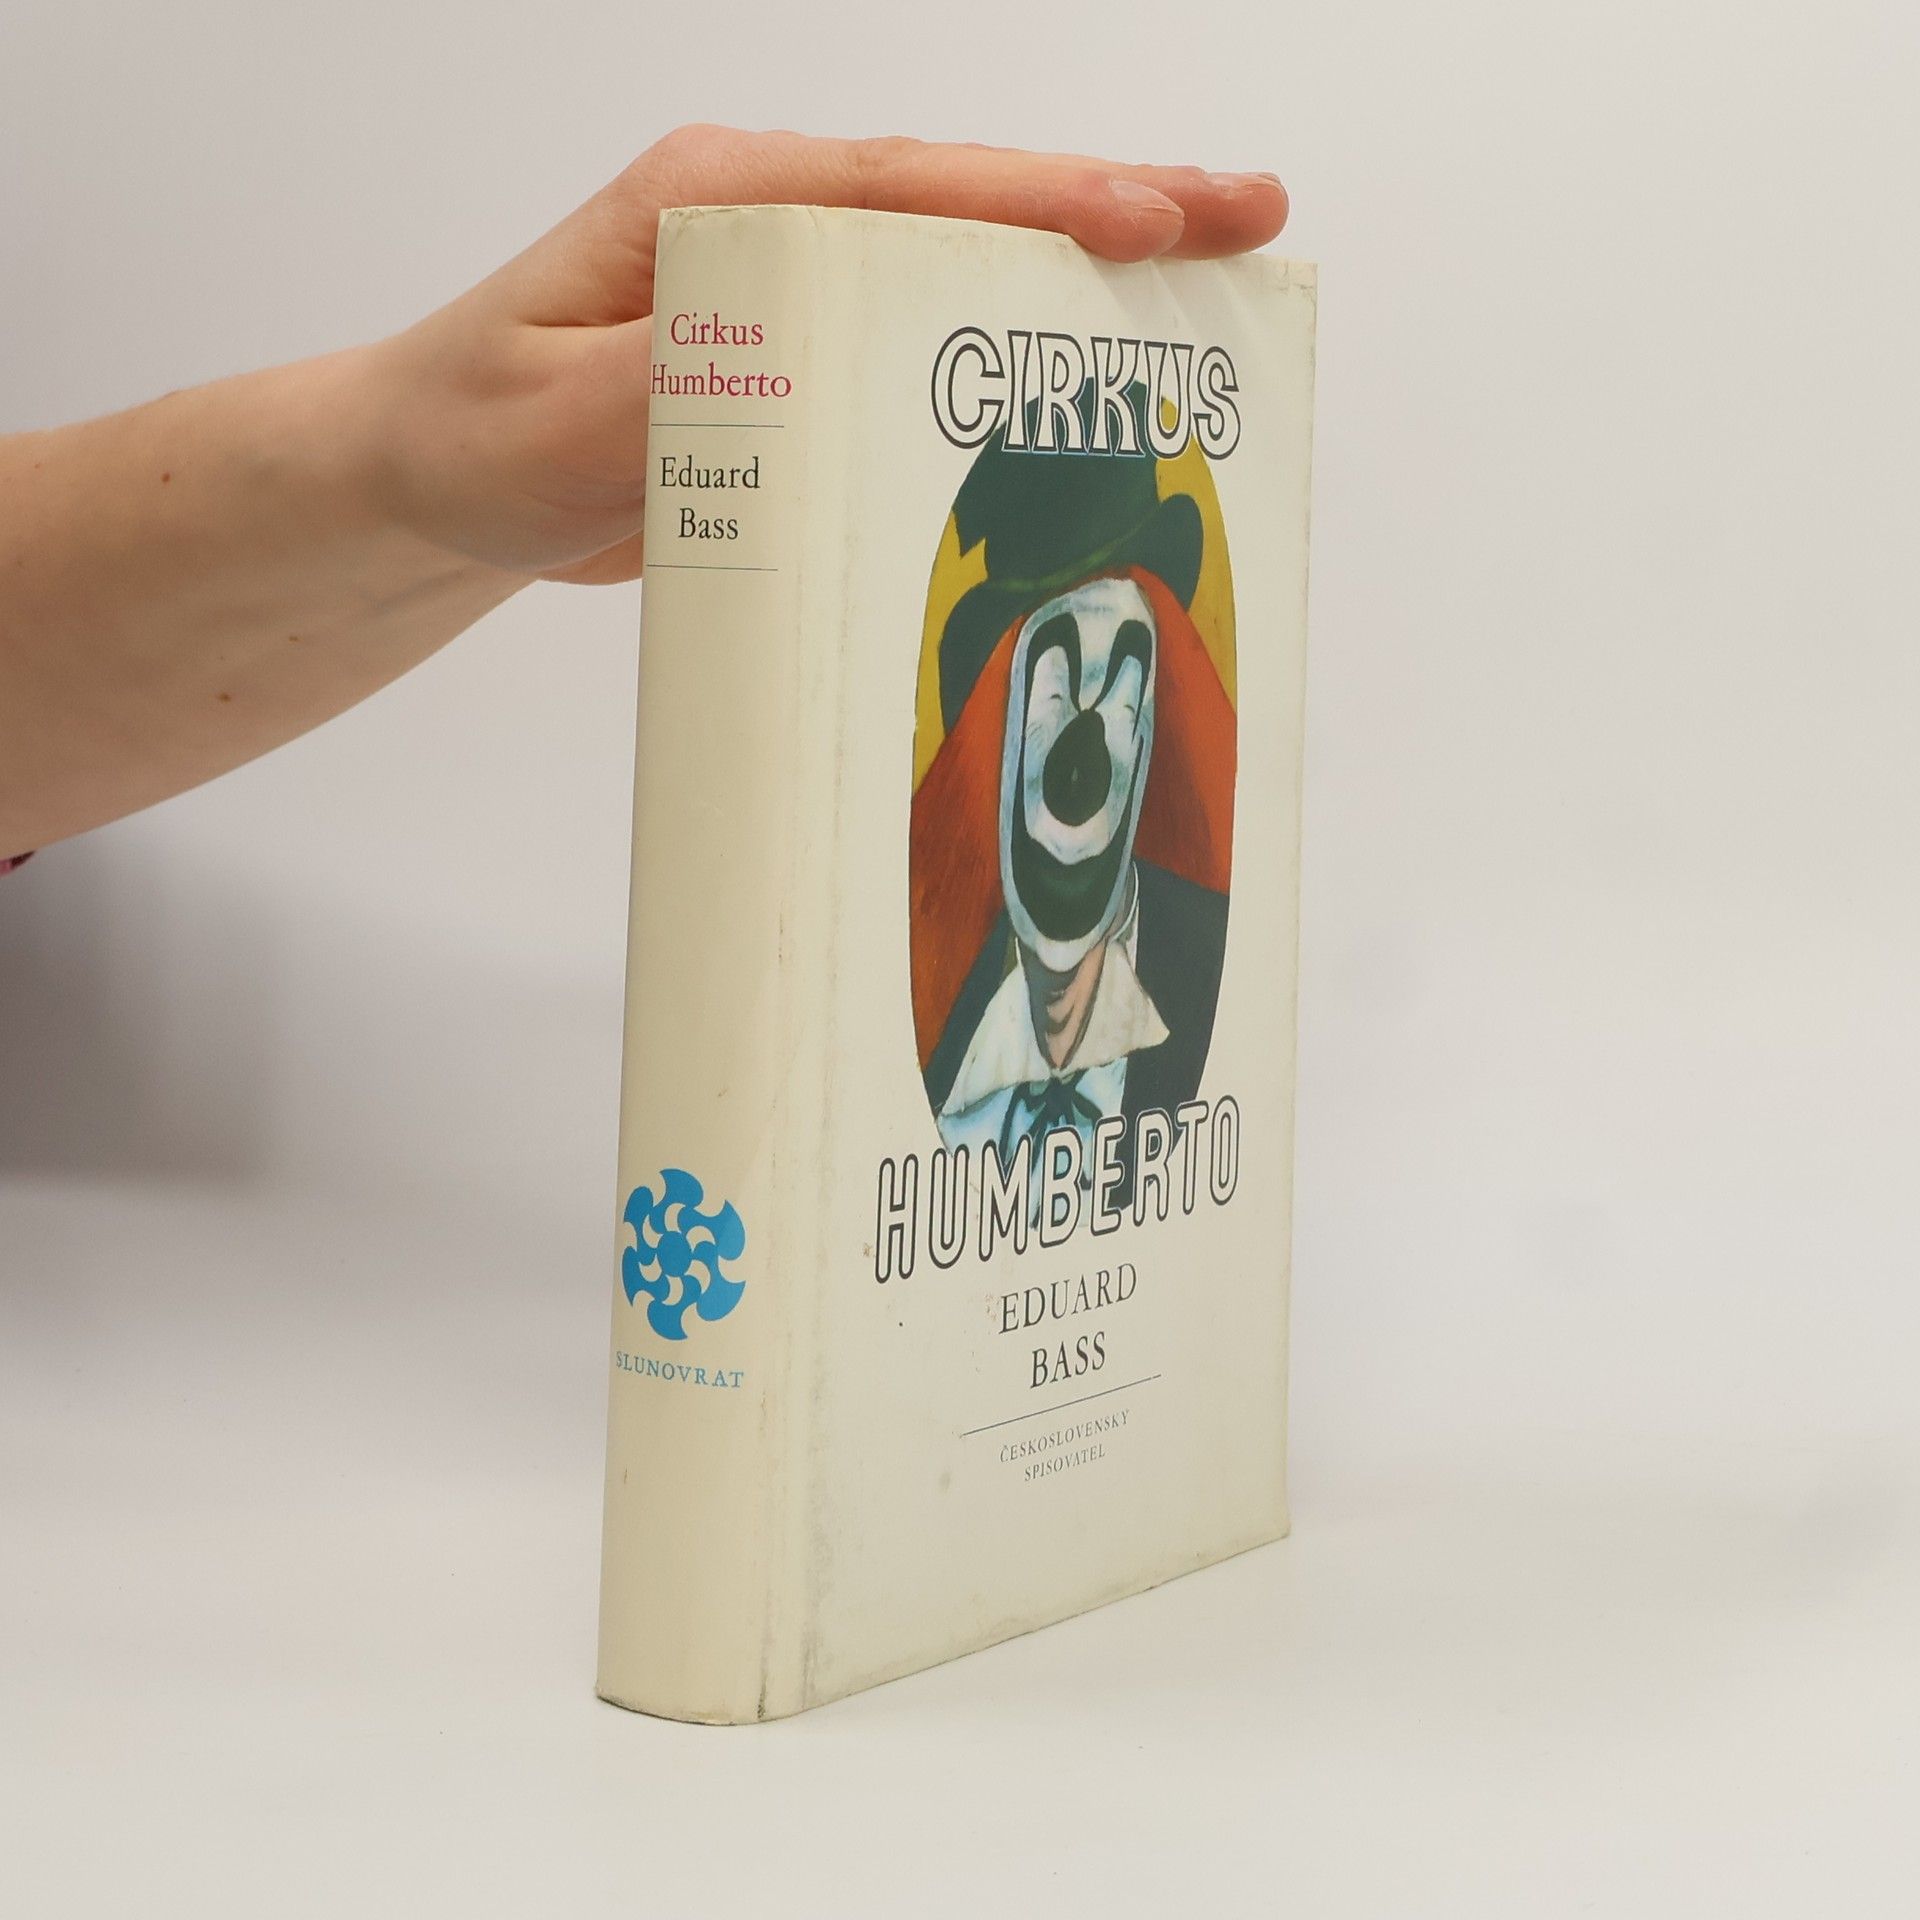 Cirkus
Humberto
Eduard
Bass
SLUNOVRAT
CIRKUS
HUMBERTO
EDUARD
BASS
ČESKOSLOVENSKÝ
SPISOVATEL